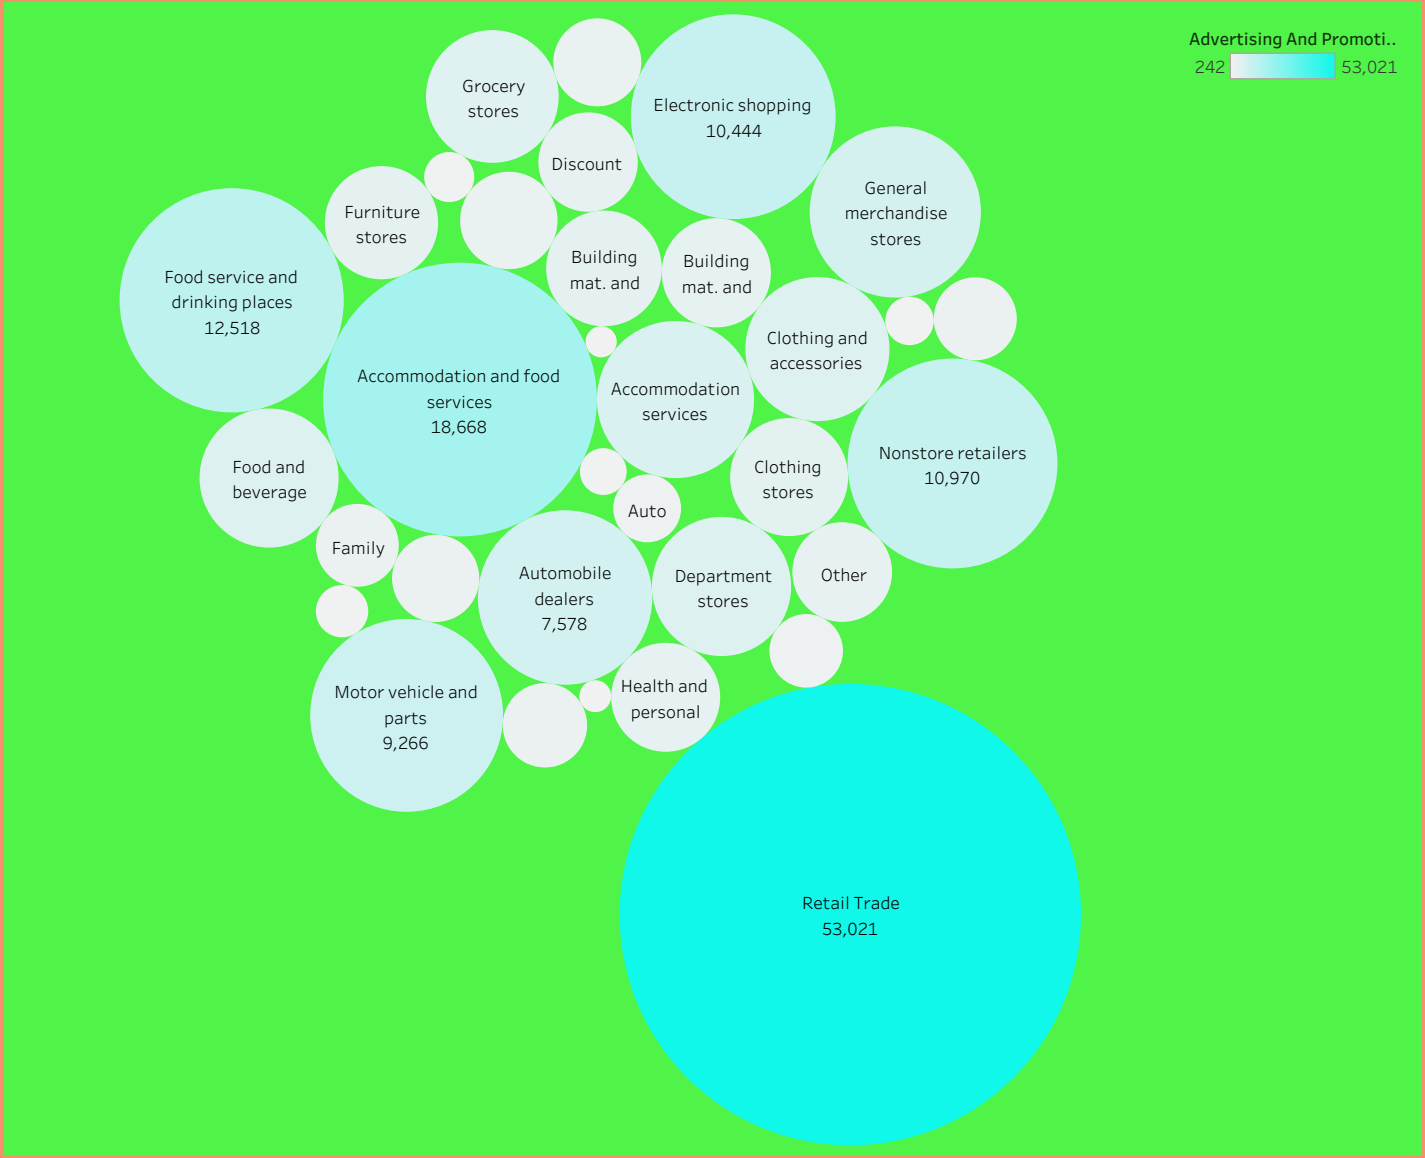 Advertising And Promoti..
242
53,021
Grocery
stores
Electronic shopping
10,444
Discount
General
merchandise
stores
Furniture
stores
Food service and
drinking places
12,518
Building
mat. and
Building
mat. and
Clothing and
accessories
Accommodation and food
services
18,668
Accommodation
services
Food and
beverage
Clothing
stores
Nonstore retailers
10,970
Auto
Family
Automobile
dealers
7,578
Department
stores
Other
Motor vehicle and
parts
9,266
Health and
personal
Retail Trade
53,021